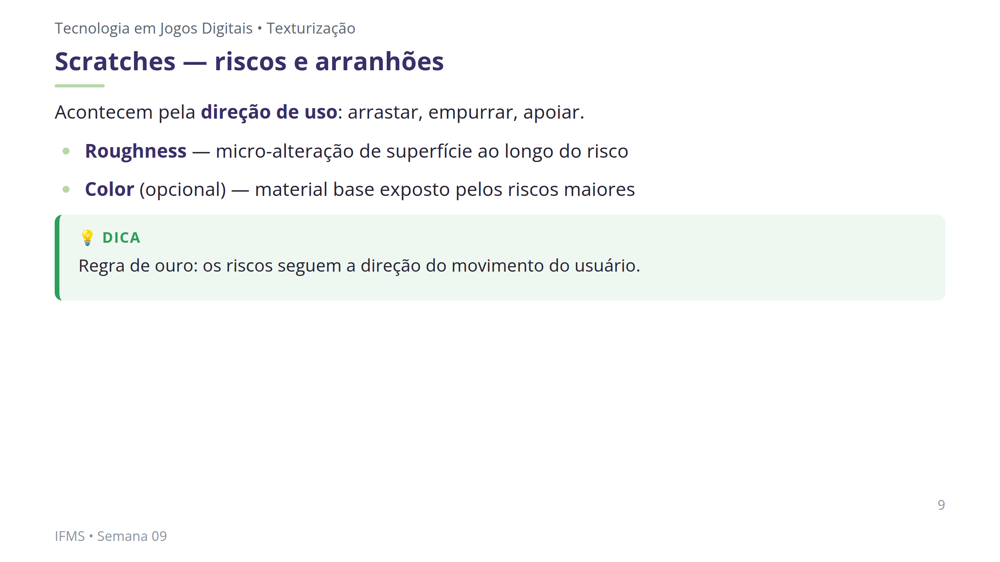 Tecnologia em Jogos Digitais • Texturização
Scratches — riscos e arranhões
Acontecem pela direção de uso: arrastar, empurrar, apoiar.
• Roughness — micro-alteração de superfície ao longo do risco
• Color (opcional) — material base exposto pelos riscos maiores
💡 DICA
Regra de ouro: os riscos seguem a direção do movimento do usuário.
9
IFMS • Semana 09